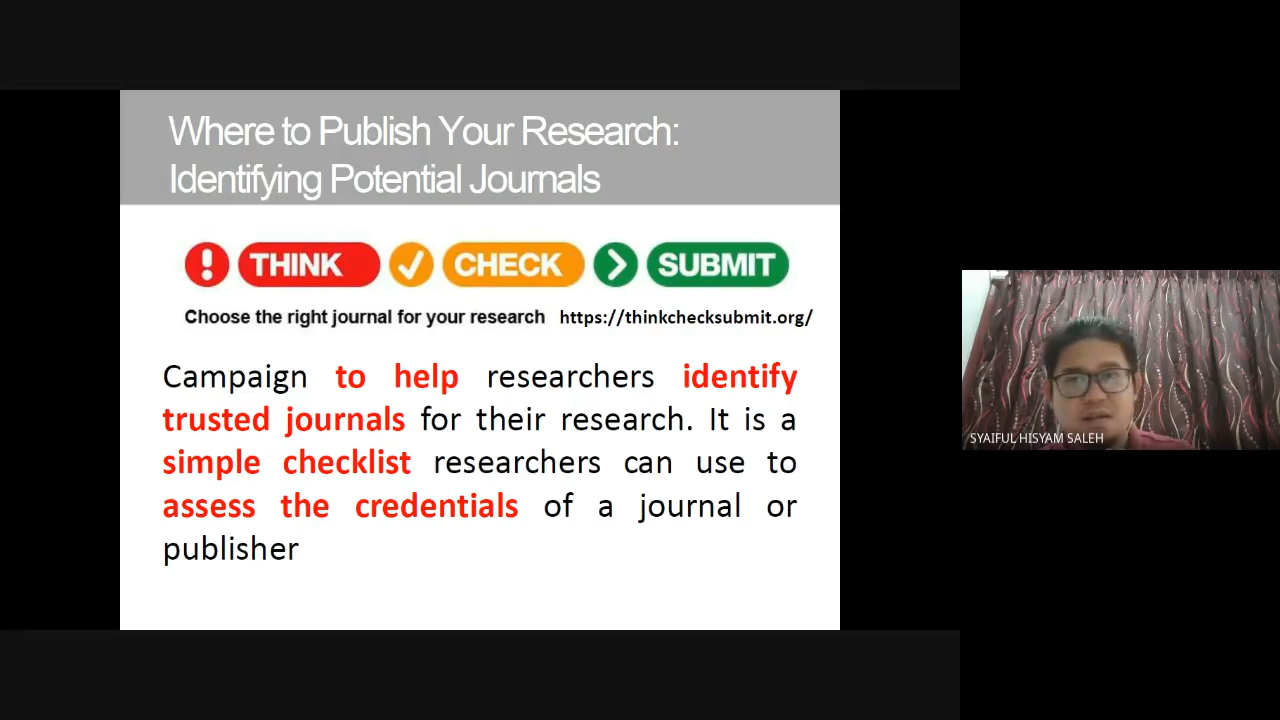 Where to Publish Your Research:
Identifying Potential Journals
! THINK ✓ CHECK > SUBMIT
Choose the right journal for your research https://thinkchecksubmit.org/
Campaign to help researchers identify
trusted journals for their research. It is a
simple checklist researchers can use to
assess the credentials of a journal or
publisher
SYAIFUL HISYAM SALEH